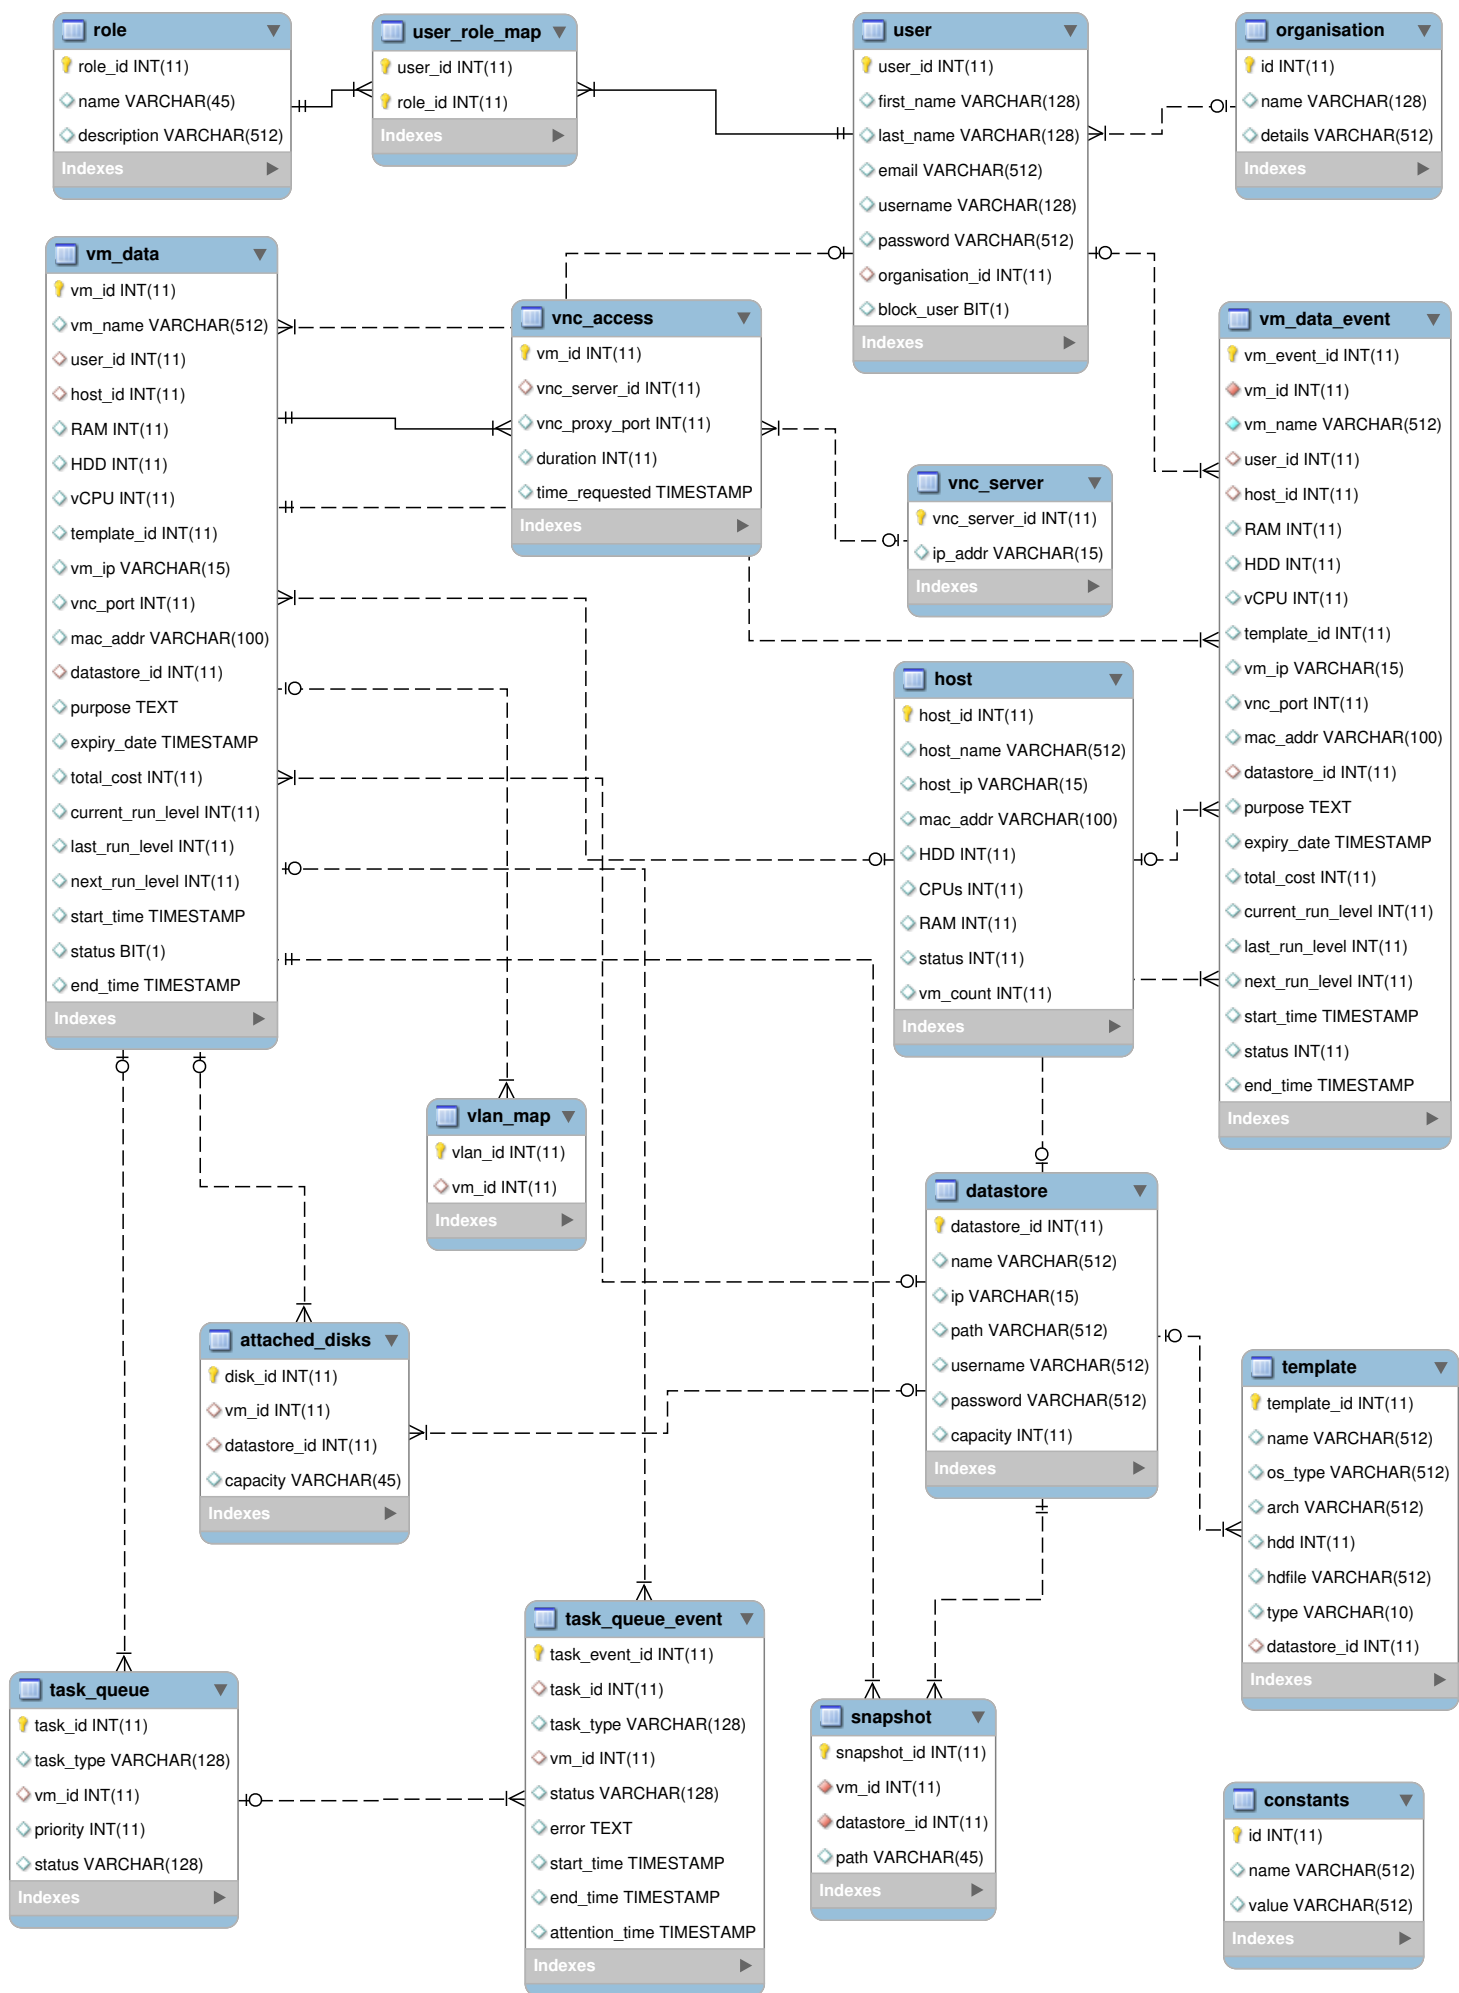 role
role_id INT(11)
name VARCHAR(45)
description VARCHAR(512)
Indexes
user_role_map
user_id INT(11)
role_id INT(11)
Indexes
user
user_id INT(11)
first_name VARCHAR(128)
last_name VARCHAR(128)
email VARCHAR(512)
username VARCHAR(128)
password VARCHAR(512)
organisation_id INT(11)
block_user BIT(1)
Indexes
organisation
id INT(11)
name VARCHAR(128)
details VARCHAR(512)
Indexes
vm_data
vm_id INT(11)
vm_name VARCHAR(512)
user_id INT(11)
host_id INT(11)
RAM INT(11)
HDD INT(11)
vCPU INT(11)
template_id INT(11)
vm_ip VARCHAR(15)
vnc_port INT(11)
mac_addr VARCHAR(100)
datastore_id INT(11)
purpose TEXT
expiry_date TIMESTAMP
total_cost INT(11)
current_run_level INT(11)
last_run_level INT(11)
next_run_level INT(11)
start_time TIMESTAMP
status BIT(1)
end_time TIMESTAMP
Indexes
vnc_access
vm_id INT(11)
vnc_server_id INT(11)
vnc_proxy_port INT(11)
duration INT(11)
time_requested TIMESTAMP
Indexes
vnc_server
vnc_server_id INT(11)
ip_addr VARCHAR(15)
Indexes
vm_data_event
vm_event_id INT(11)
vm_id INT(11)
vm_name VARCHAR(512)
user_id INT(11)
host_id INT(11)
RAM INT(11)
HDD INT(11)
vCPU INT(11)
template_id INT(11)
vm_ip VARCHAR(15)
vnc_port INT(11)
mac_addr VARCHAR(100)
datastore_id INT(11)
purpose TEXT
expiry_date TIMESTAMP
total_cost INT(11)
current_run_level INT(11)
last_run_level INT(11)
next_run_level INT(11)
start_time TIMESTAMP
status INT(11)
end_time TIMESTAMP
Indexes
host
host_id INT(11)
host_name VARCHAR(512)
host_ip VARCHAR(15)
mac_addr VARCHAR(100)
HDD INT(11)
CPUs INT(11)
RAM INT(11)
status INT(11)
vm_count INT(11)
Indexes
vlan_map
vlan_id INT(11)
vm_id INT(11)
Indexes
datastore
datastore_id INT(11)
name VARCHAR(512)
ip VARCHAR(15)
path VARCHAR(512)
username VARCHAR(512)
password VARCHAR(512)
capacity INT(11)
Indexes
attached_disks
disk_id INT(11)
vm_id INT(11)
datastore_id INT(11)
capacity VARCHAR(45)
Indexes
template
template_id INT(11)
name VARCHAR(512)
os_type VARCHAR(512)
arch VARCHAR(512)
hdd INT(11)
hdfile VARCHAR(512)
type VARCHAR(10)
datastore_id INT(11)
Indexes
task_queue
task_id INT(11)
task_type VARCHAR(128)
vm_id INT(11)
priority INT(11)
status VARCHAR(128)
Indexes
task_queue_event
task_event_id INT(11)
task_id INT(11)
task_type VARCHAR(128)
vm_id INT(11)
status VARCHAR(128)
error TEXT
start_time TIMESTAMP
end_time TIMESTAMP
attention_time TIMESTAMP
Indexes
snapshot
snapshot_id INT(11)
vm_id INT(11)
datastore_id INT(11)
path VARCHAR(45)
Indexes
constants
id INT(11)
name VARCHAR(512)
value VARCHAR(512)
Indexes